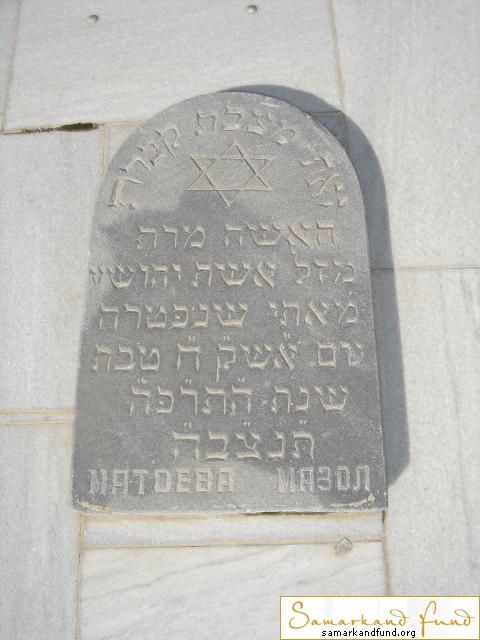 זאת מצבת קבורת
האשה מרה
מזל אשת יהושע
מאתי שנפטרה
יום אשק ה טבת
שנת התרפה
תנצבה
МАТОЕВА МАЗОЛ
Samarkand Fund
samarkandfund.org